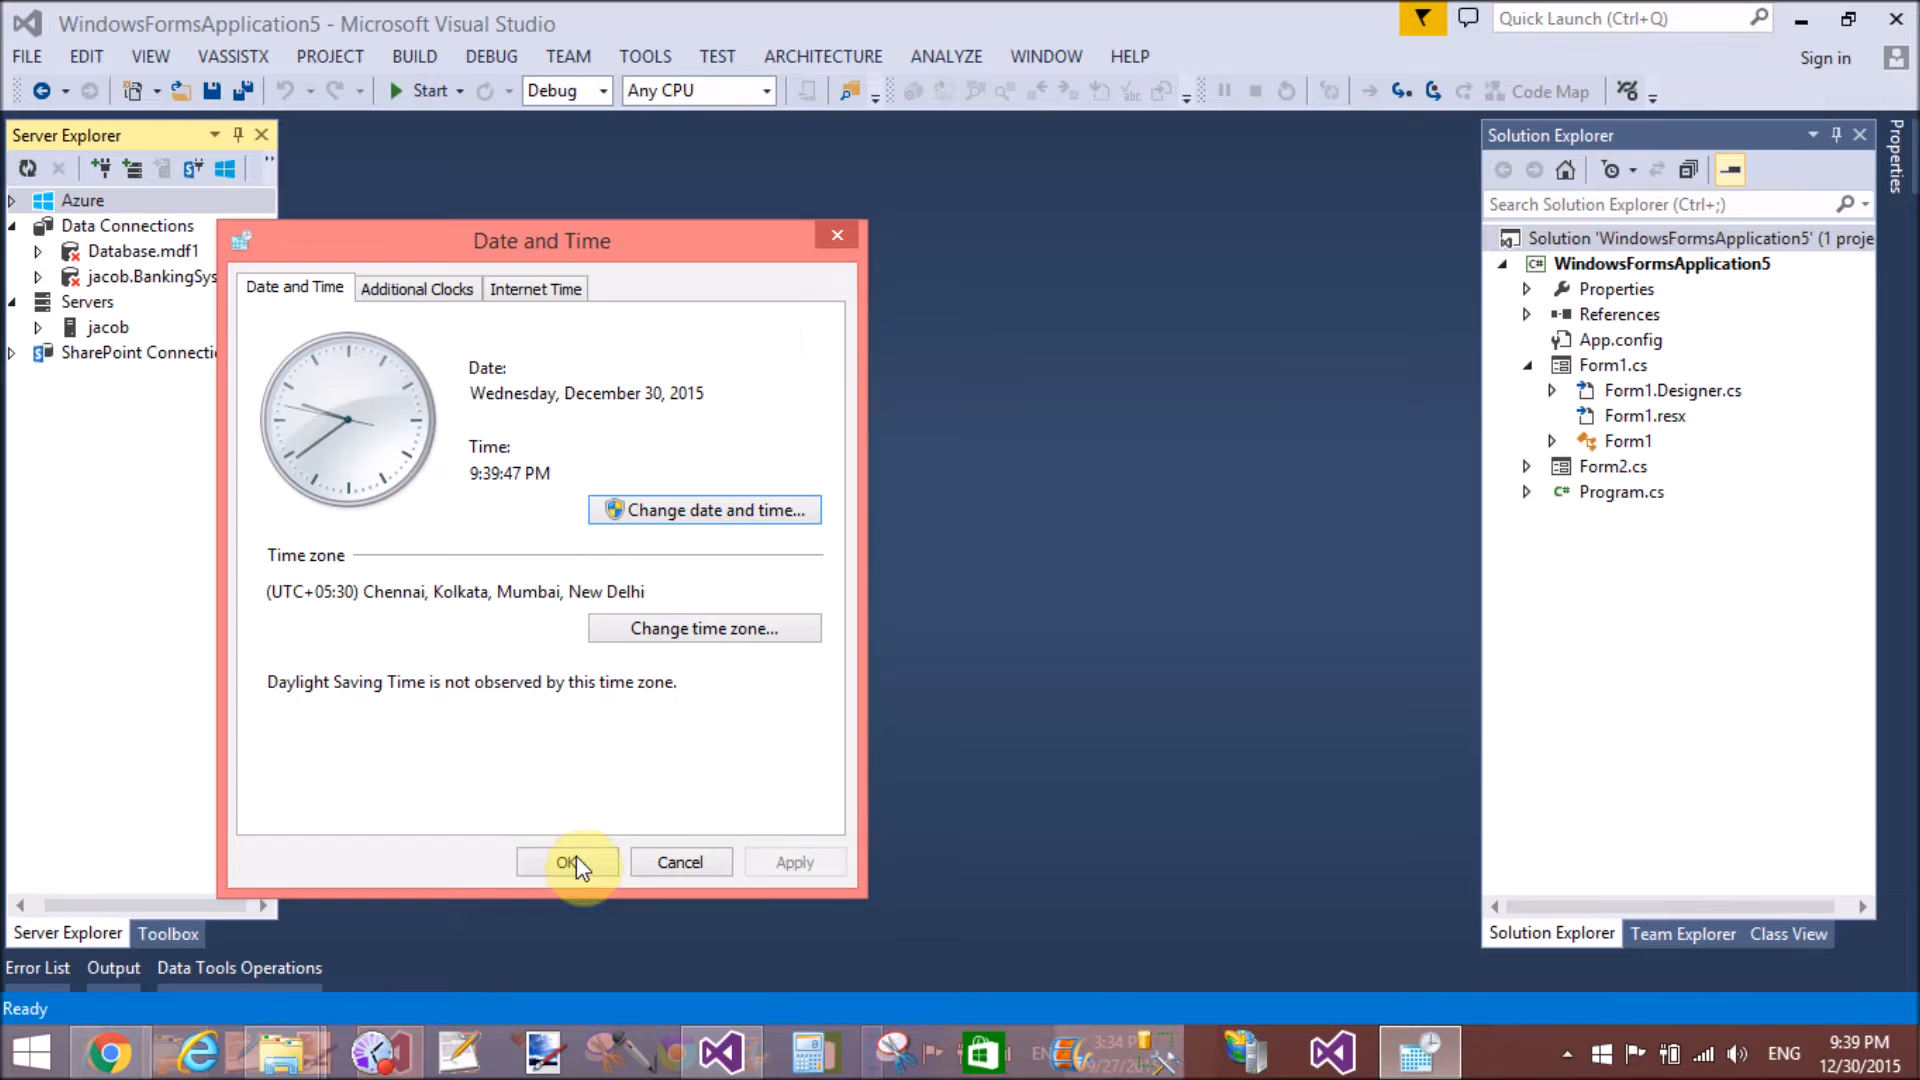 WindowsFormsApplication5 - Microsoft Visual Studio
Quick Launch (Ctrl+Q)
FILE EDIT VIEW VASSISTX PROJECT BUILD DEBUG TEAM TOOLS TEST ARCHITECTURE ANALYZE WINDOW HELP
Sign in
Start Debug Any CPU Code Map
Server Explorer
Azure
Data Connections
Database.mdf1
jacob.BankingSys
Servers
jacob
SharePoint Connecti
Server Explorer Toolbox
Date and Time
Date and Time Additional Clocks Internet Time
Date:
Wednesday, December 30, 2015
Time:
9:39:47 PM
Change date and time...
Time zone
(UTC+05:30) Chennai, Kolkata, Mumbai, New Delhi
Change time zone...
Daylight Saving Time is not observed by this time zone.
OK Cancel Apply
Solution Explorer
Search Solution Explorer (Ctrl+;)
Solution 'WindowsFormsApplication5' (1 proje
C# WindowsFormsApplication5
Properties
References
App.config
Form1.cs
Form1.Designer.cs
Form1.resx
Form1
Form2.cs
C# Program.cs
Solution Explorer Team Explorer Class View
Properties
Error List Output Data Tools Operations
Ready
ENG
9:39 PM
12/30/2015